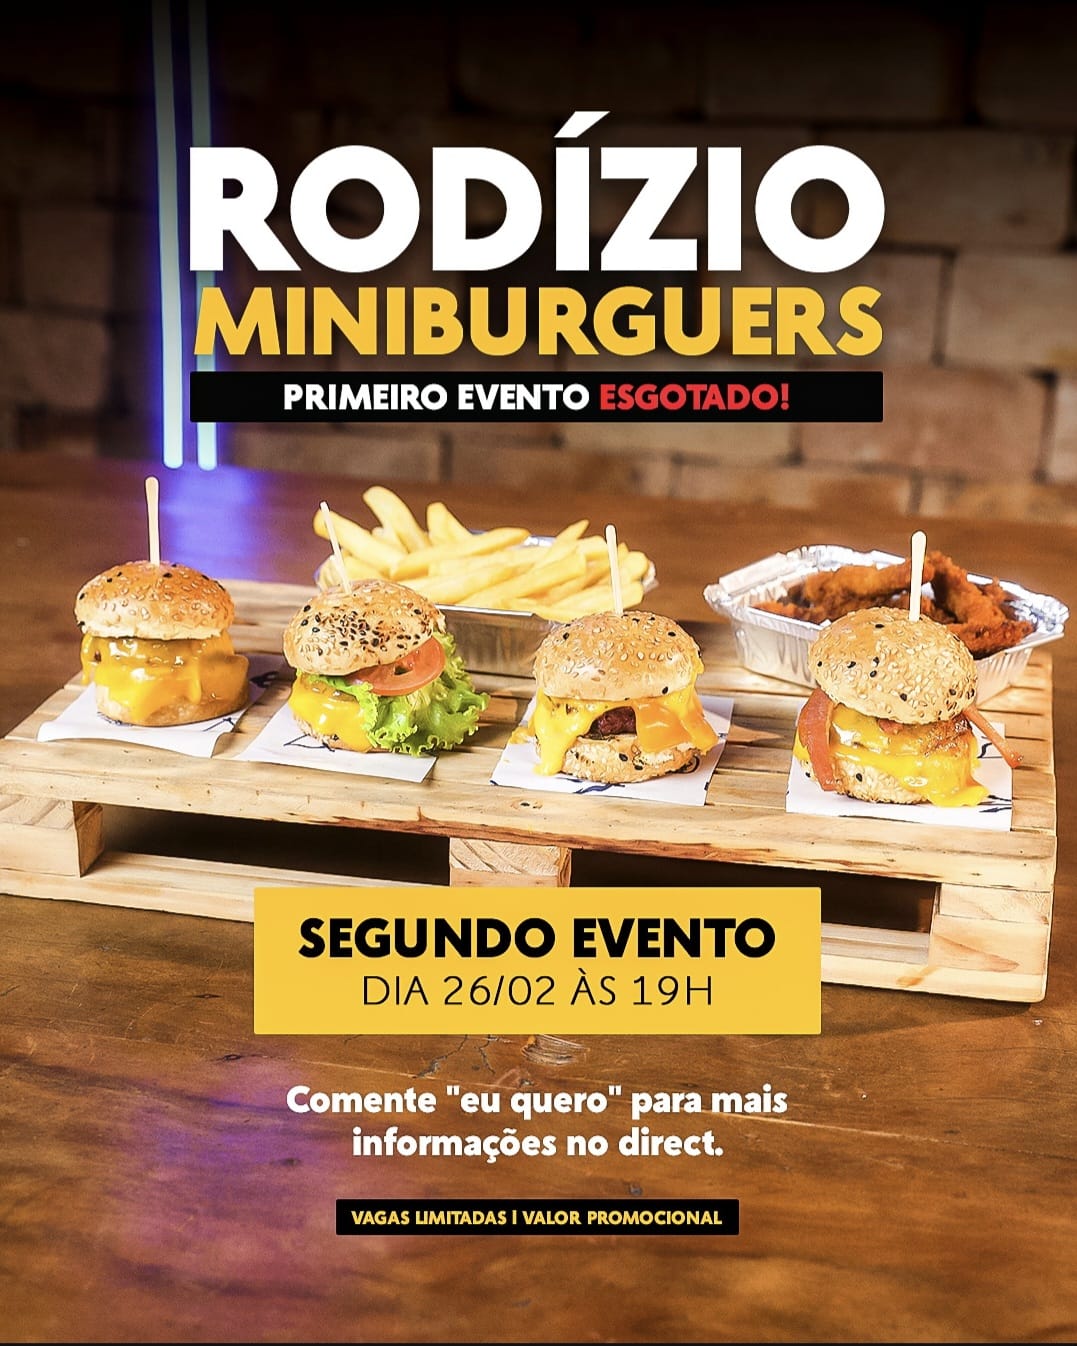 RODÍZIO
MINIBURGUERS
PRIMEIRO EVENTO ESGOTADO!
SEGUNDO EVENTO
DIA 26/02 ÀS 19H
Comente "eu quero" para mais
informações no direct.
VAGAS LIMITADAS | VALOR PROMOCIONAL